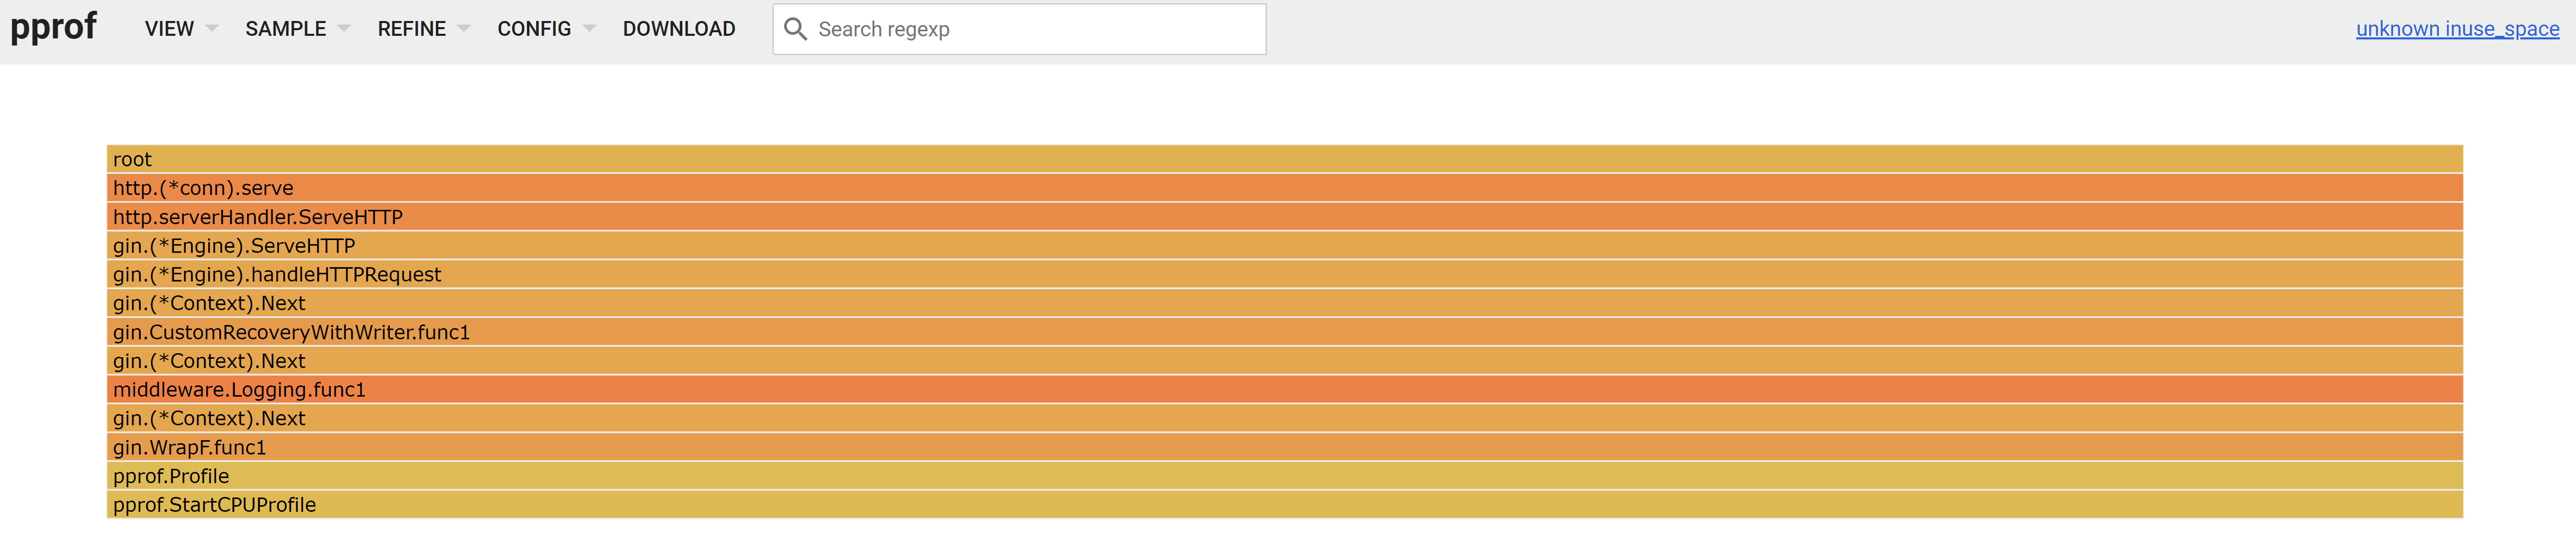 pprof VIEW SAMPLE REFINE CONFIG DOWNLOAD Search regexp unknown inuse_space
root
http.(*conn).serve
http.serverHandler.ServeHTTP
gin.(*Engine).ServeHTTP
gin.(*Engine).handleHTTPRequest
gin.(*Context).Next
gin.CustomRecoveryWithWriter.func1
gin.(*Context).Next
middleware.Logging.func1
gin.(*Context).Next
gin.WrapF.func1
pprof.Profile
pprof.StartCPUProfile